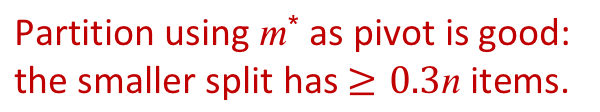 Partition using m* as pivot is good:
the smaller split has ≥ 0.3n items.